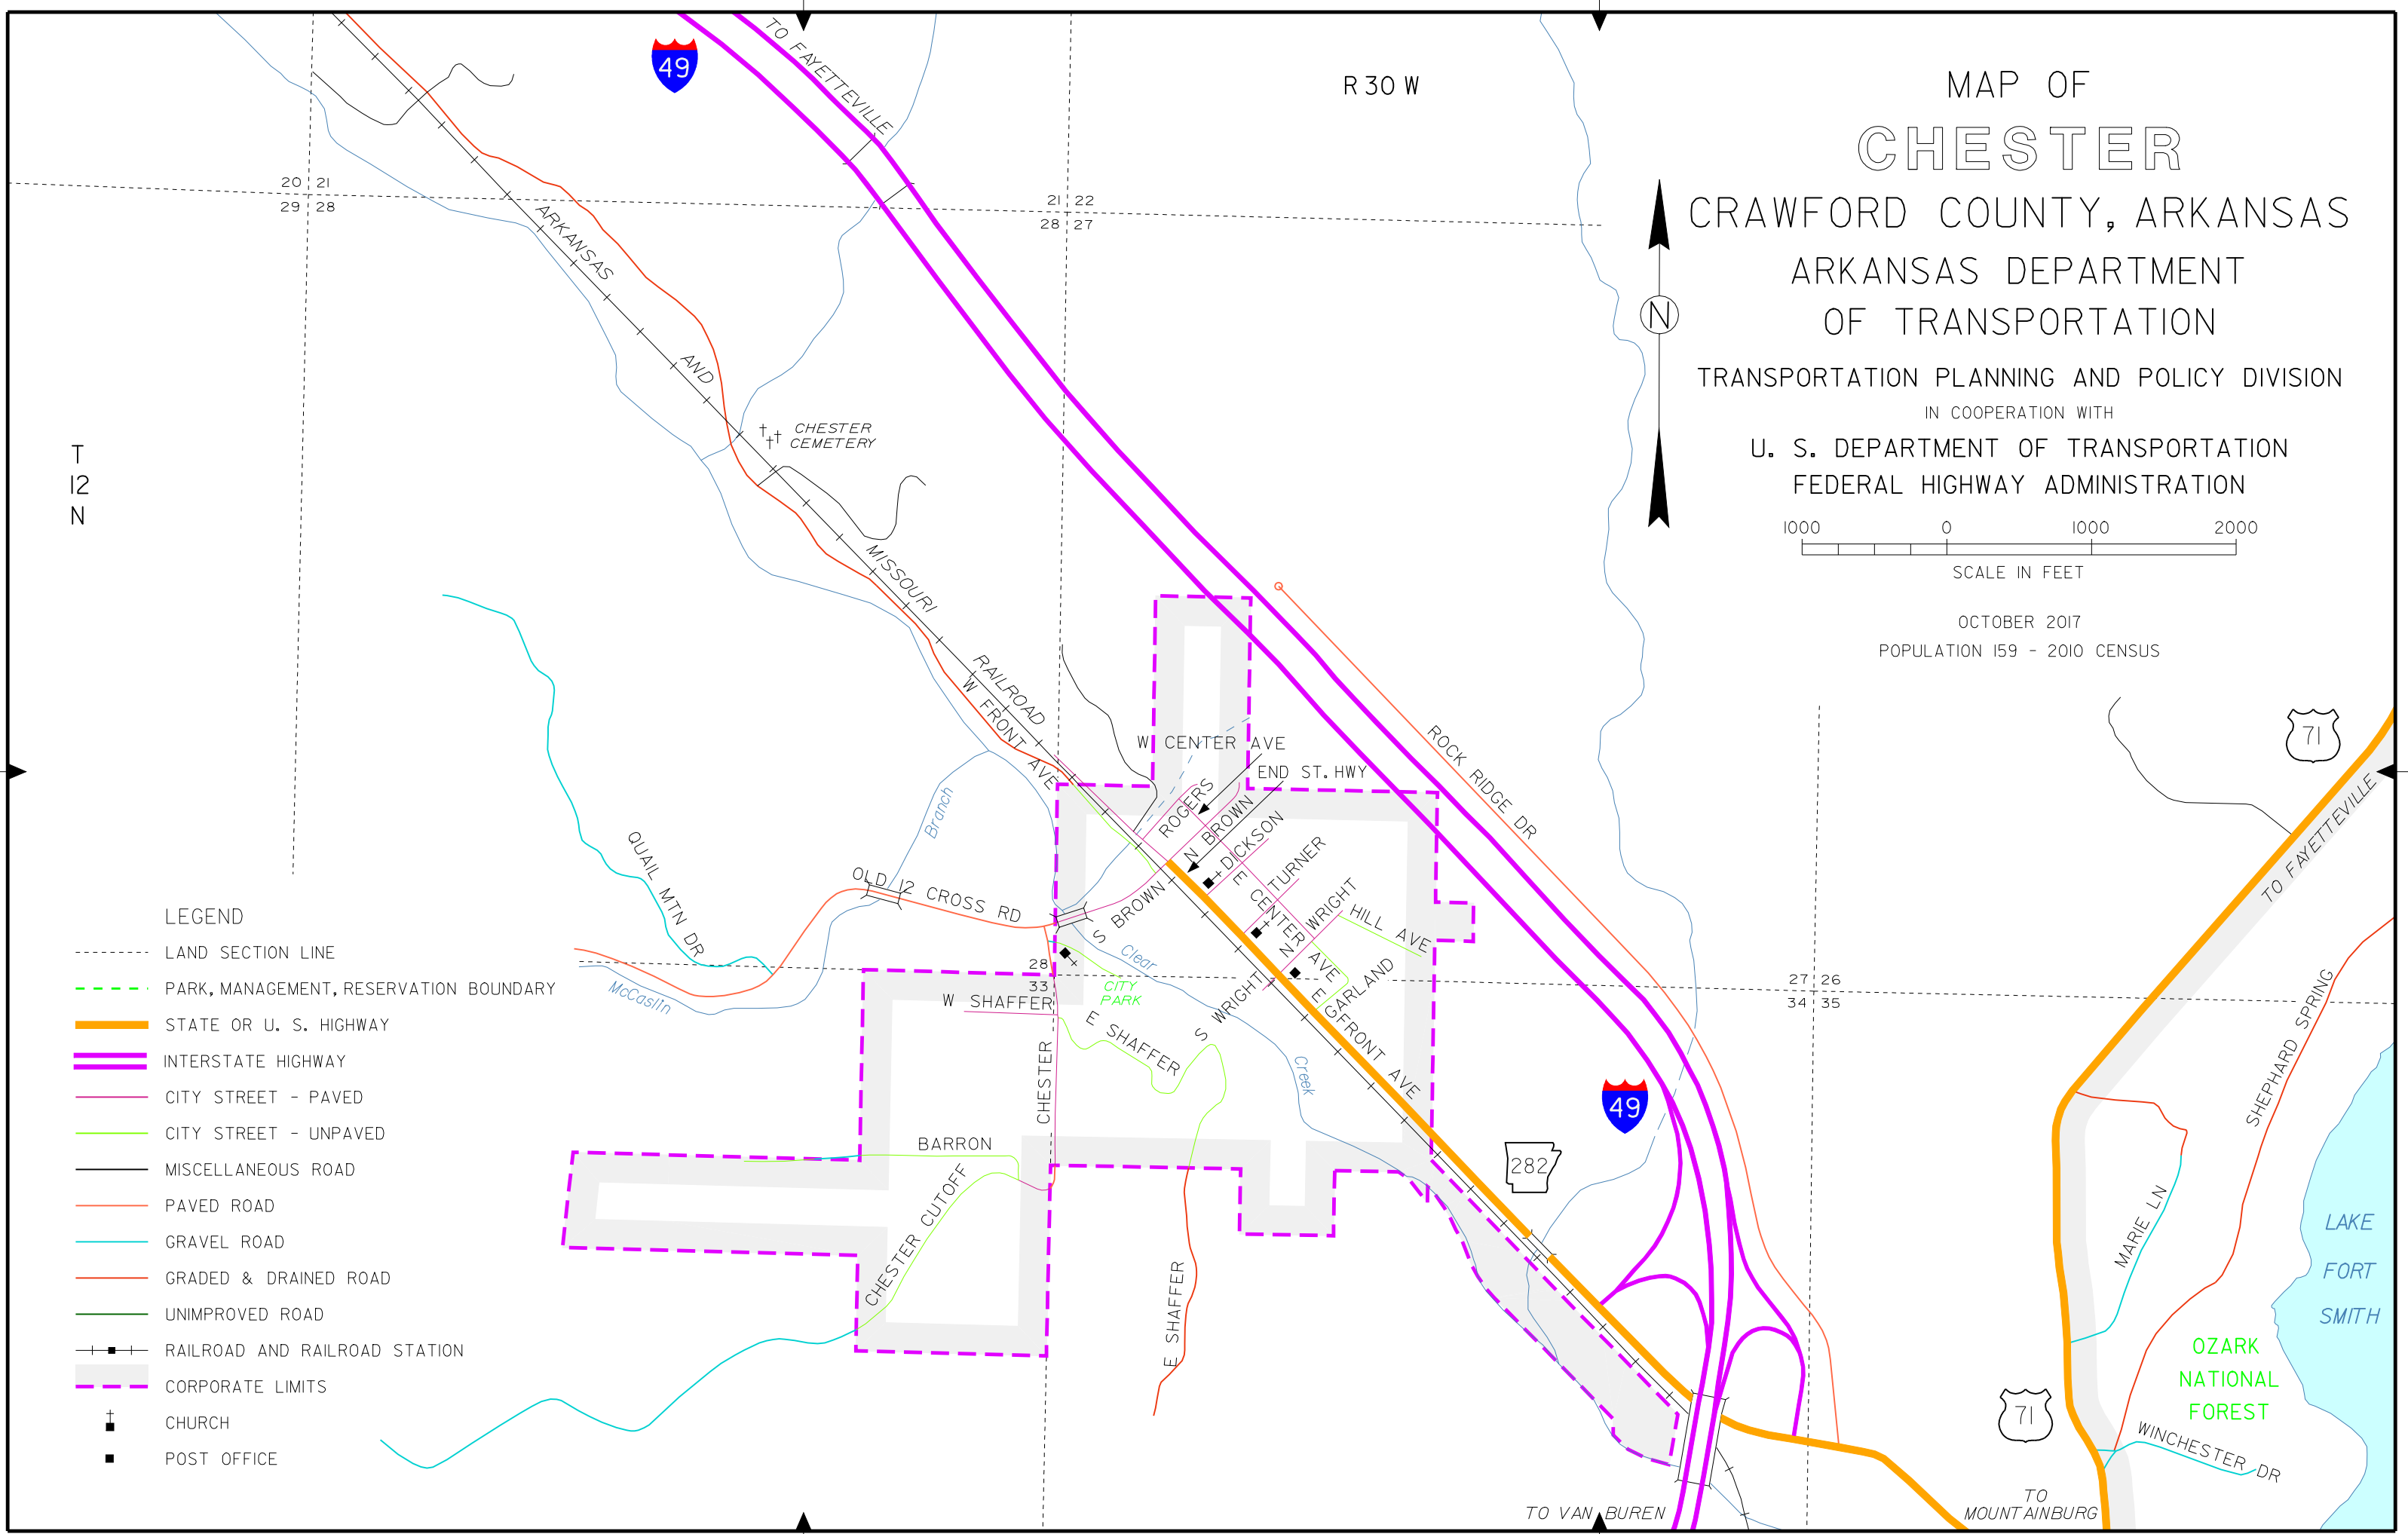 MAP OF
CHESTER
CRAWFORD COUNTY, ARKANSAS
ARKANSAS DEPARTMENT
OF TRANSPORTATION
TRANSPORTATION PLANNING AND POLICY DIVISION
IN COOPERATION WITH
U. S. DEPARTMENT OF TRANSPORTATION
FEDERAL HIGHWAY ADMINISTRATION
1000 0 1000 2000
SCALE IN FEET
OCTOBER 2017
POPULATION 159 - 2010 CENSUS
N
R 30 W
T
12
N
49
TO FAYETTEVILLE
20 21
29 28
21 22
28 27
ARKANSAS
AND
MISSOURI
RAILROAD
CHESTER
CEMETERY
W FRONT AVE
W CENTER AVE
END ST. HWY
ROGERS
N BROWN
DICKSON
TURNER
N WRIGHT
HILL AVE
E CENTER AVE
GARLAND
E FRONT AVE
ROCK RIDGE DR
QUAIL MTN DR
Branch
OLD 12 CROSS RD
S BROWN
Clear
Creek
McCaslin
28
33
CITY
PARK
W SHAFFER
E SHAFFER
S WRIGHT
CHESTER
BARRON
CHESTER CUTOFF
E SHAFFER
27 26
34 35
49
282
71
TO FAYETTEVILLE
SHEPHARD SPRING
MARIE LN
LAKE
FORT
SMITH
OZARK
NATIONAL
FOREST
71
WINCHESTER DR
TO
MOUNTAINBURG
TO VAN BUREN
LEGEND
LAND SECTION LINE
PARK, MANAGEMENT, RESERVATION BOUNDARY
STATE OR U. S. HIGHWAY
INTERSTATE HIGHWAY
CITY STREET - PAVED
CITY STREET - UNPAVED
MISCELLANEOUS ROAD
PAVED ROAD
GRAVEL ROAD
GRADED & DRAINED ROAD
UNIMPROVED ROAD
RAILROAD AND RAILROAD STATION
CORPORATE LIMITS
CHURCH
POST OFFICE